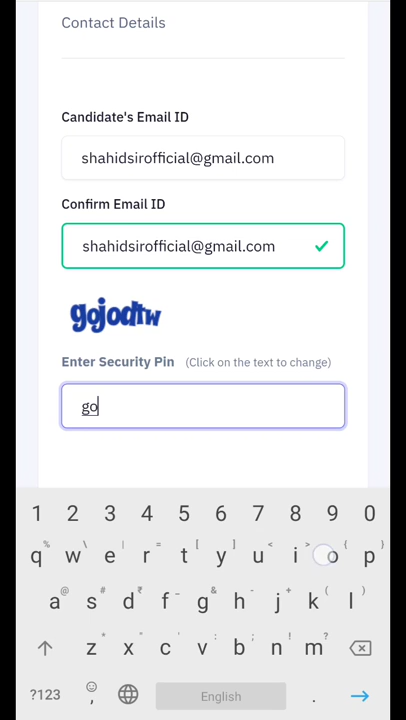 Contact Details
Candidate's Email ID
shahidsirofficial@gmail.com
Confirm Email ID
shahidsirofficial@gmail.com
gojodtw
Enter Security Pin (Click on the text to change)
go
1 2 3 4 5 6 7 8 9 0
q w e r t y u i o p
a s d f g h j k l
z x c v b n m
?123 , English .